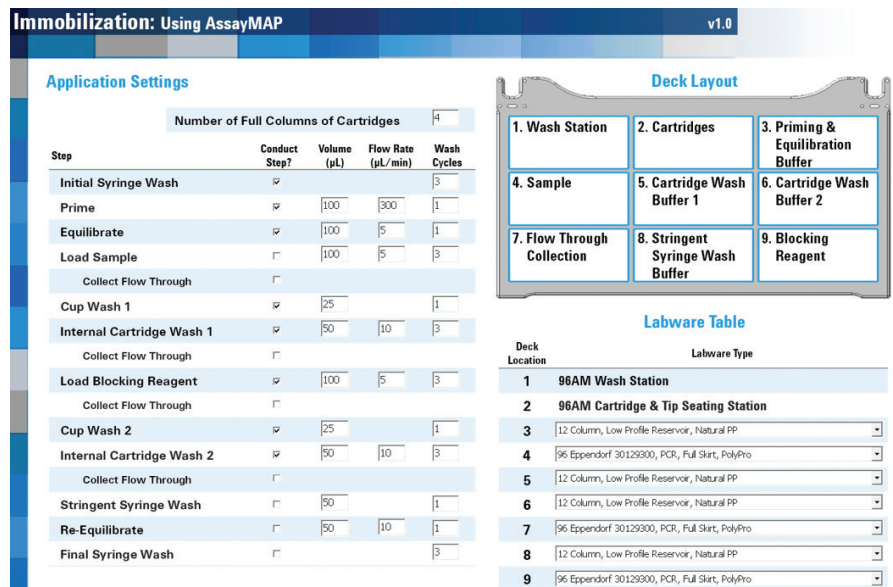 Immobilization: Using AssayMAP v1.0
Application Settings
Number of Full Columns of Cartridges 4
Step Conduct Step? Volume (µL) Flow Rate (µL/min) Wash Cycles
Initial Syringe Wash 3
Prime 100 300 1
Equilibrate 100 5 1
Load Sample 100 5 3
Collect Flow Through
Cup Wash 1 25 1
Internal Cartridge Wash 1 50 10 3
Collect Flow Through
Load Blocking Reagent 100 5 3
Collect Flow Through
Cup Wash 2 25 1
Internal Cartridge Wash 2 50 10 3
Collect Flow Through
Stringent Syringe Wash 50 1
Re-Equilibrate 50 10 1
Final Syringe Wash 3
Deck Layout
1. Wash Station
2. Cartridges
3. Priming &
Equilibration
Buffer
4. Sample
5. Cartridge Wash
Buffer 1
6. Cartridge Wash
Buffer 2
7. Flow Through
Collection
8. Stringent
Syringe Wash
Buffer
9. Blocking
Reagent
Labware Table
Deck Location Labware Type
1 96AM Wash Station
2 96AM Cartridge & Tip Seating Station
3 12 Column, Low Profile Reservoir, Natural PP
4 96 Eppendorf 30129300, PCR, Full Skirt, PolyPro
5 12 Column, Low Profile Reservoir, Natural PP
6 12 Column, Low Profile Reservoir, Natural PP
7 96 Eppendorf 30129300, PCR, Full Skirt, PolyPro
8 12 Column, Low Profile Reservoir, Natural PP
9 96 Eppendorf 30129300, PCR, Full Skirt, PolyPro